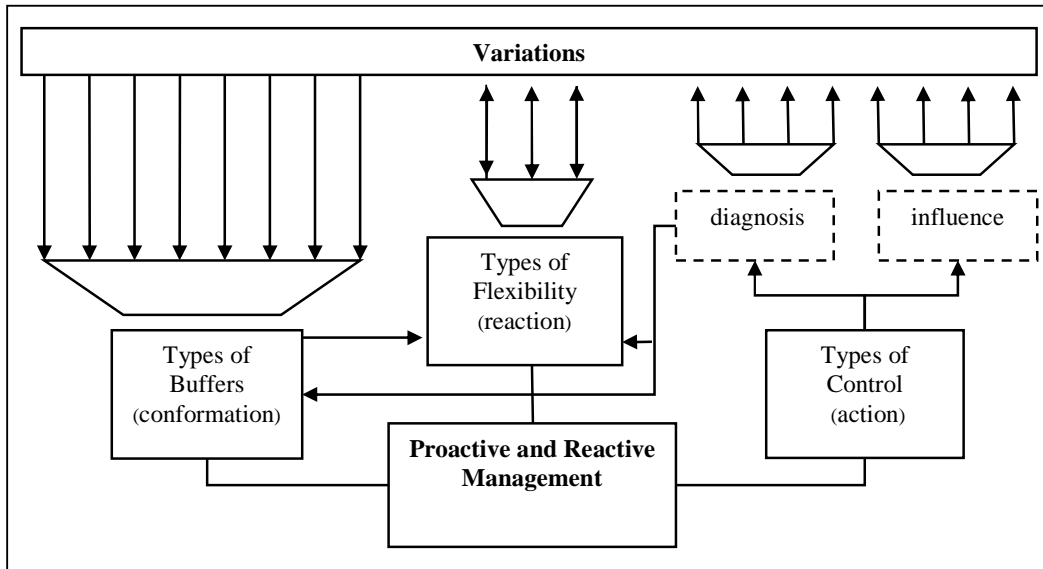 Variations
diagnosis
influence
Types of
Flexibility
(reaction)
Types of
Buffers
(conformation)
Types of
Control
(action)
Proactive and Reactive
Management